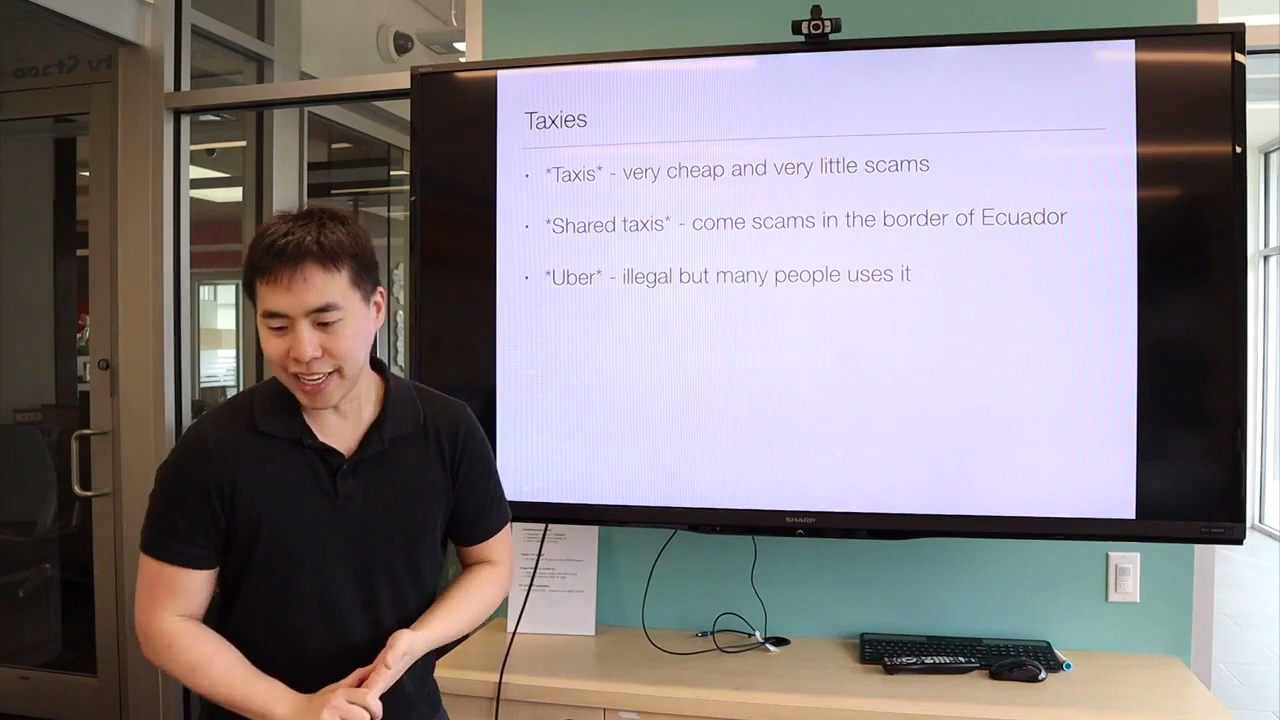 Taxies
• *Taxis* - very cheap and very little scams
• *Shared taxis* - come scams in the border of Ecuador
• *Uber* - illegal but many people uses it
SHARP